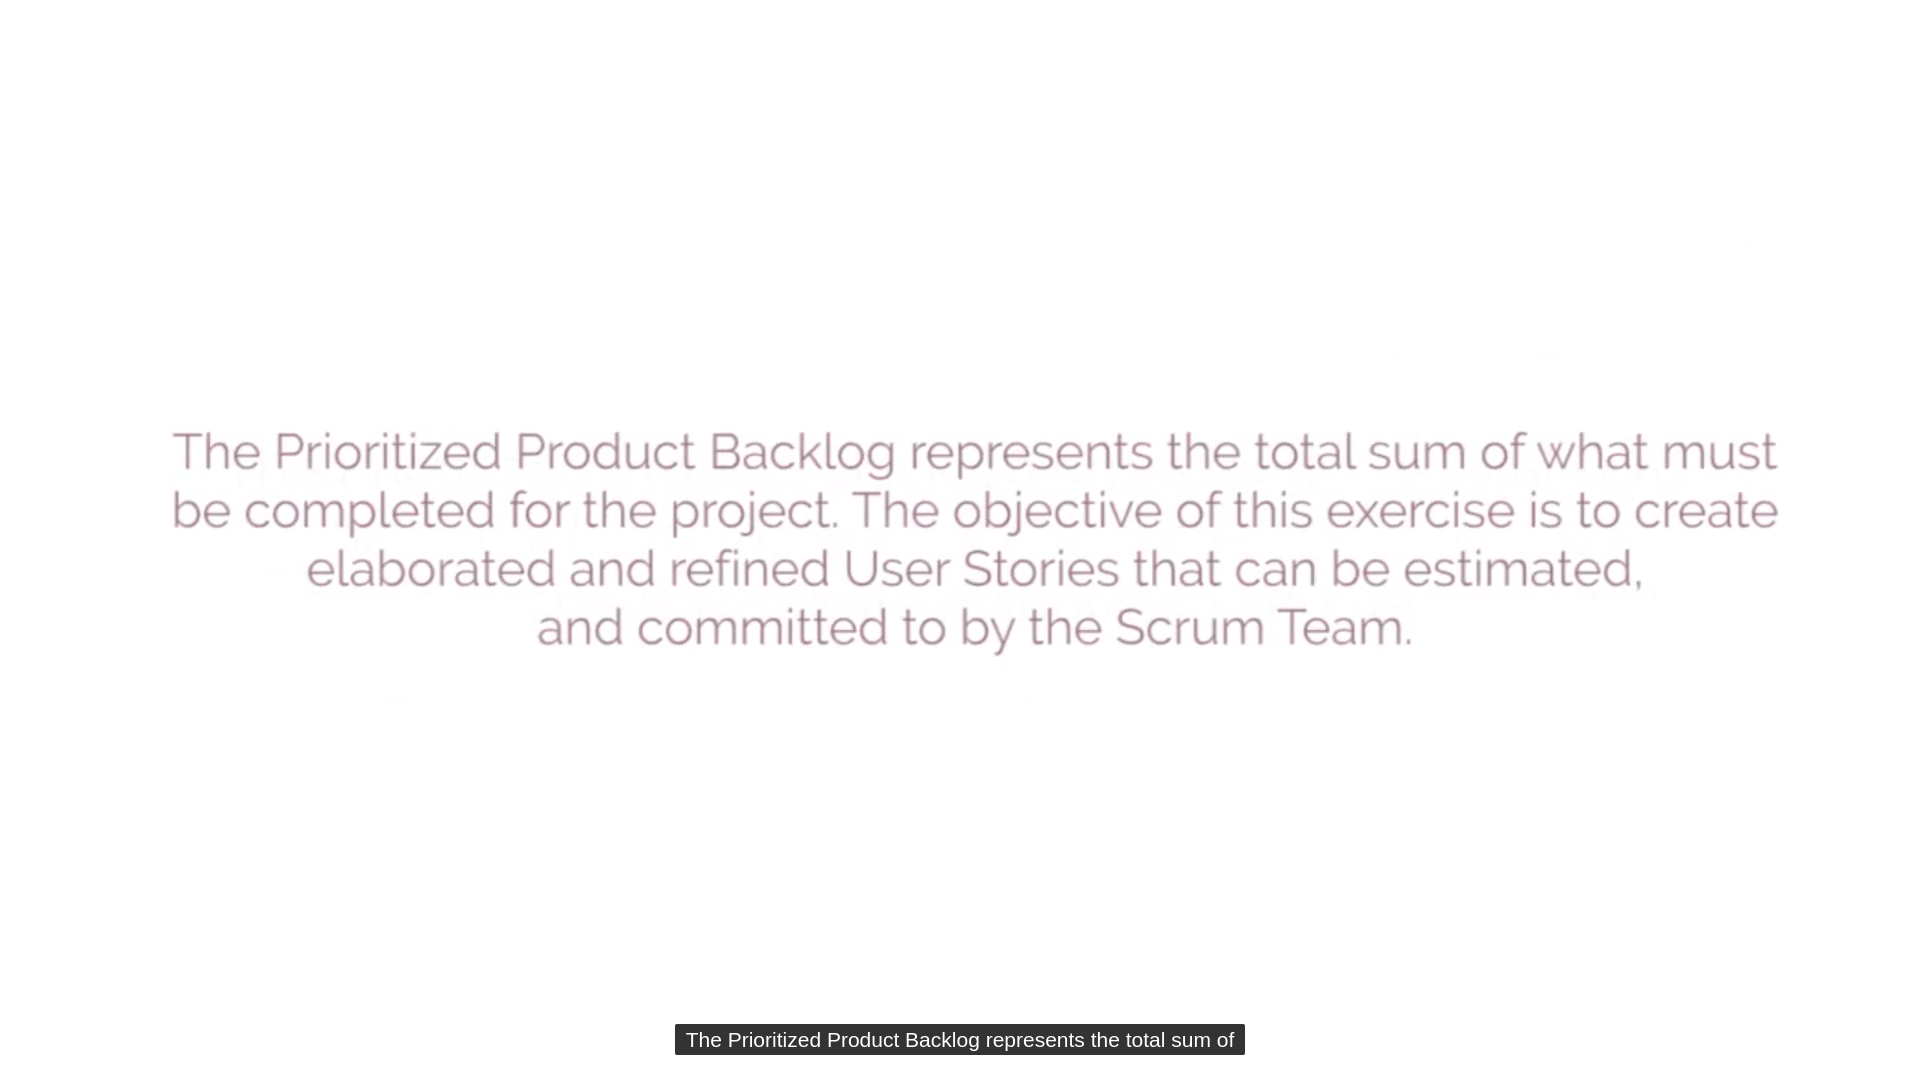 The Prioritized Product Backlog represents the total sum of what must
be completed for the project. The objective of this exercise is to create
elaborated and refined User Stories that can be estimated,
and committed to by the Scrum Team.
The Prioritized Product Backlog represents the total sum of